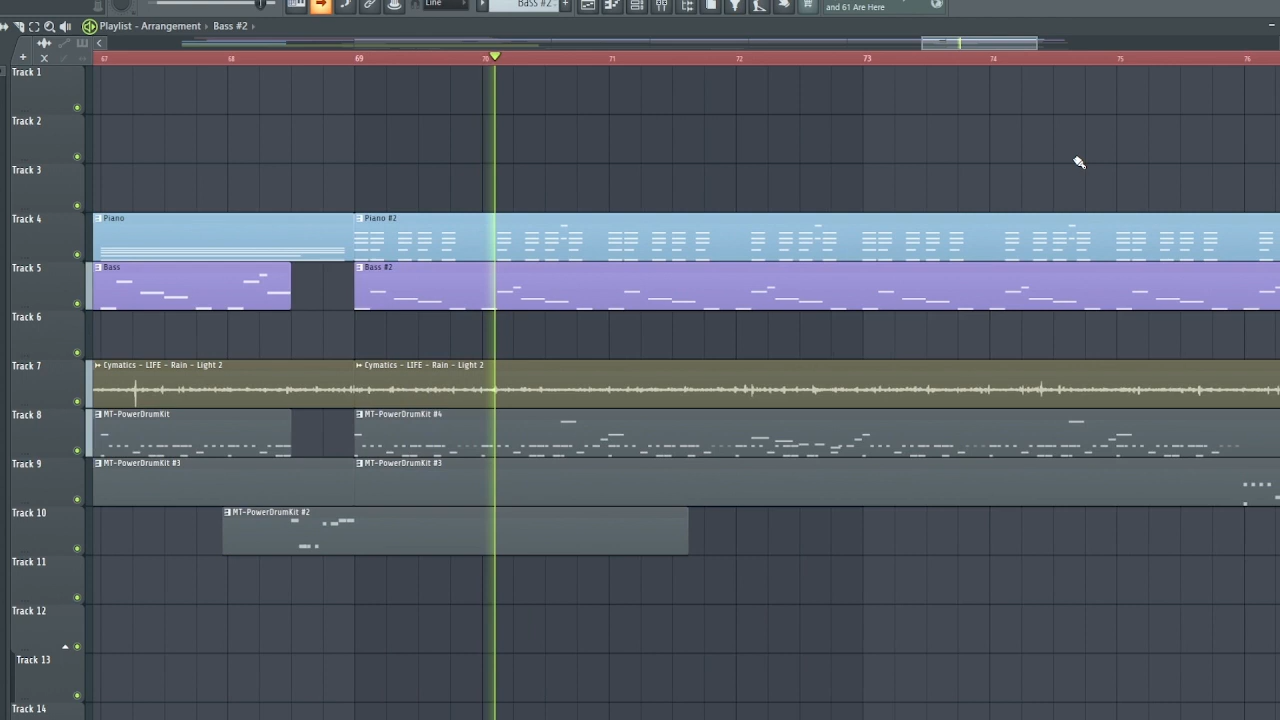 Line
Bass #2
and 61 Are Here
Playlist - Arrangement › Bass #2 ›
67 68 69 70 71 72 73 74 75 76
Track 1
Track 2
Track 3
Track 4
Piano
Piano #2
Track 5
Bass
Bass #2
Track 6
Track 7
Cymatics - LIFE - Rain - Light 2
Cymatics - LIFE - Rain - Light 2
Track 8
MT-PowerDrumKit
MT-PowerDrumKit #4
Track 9
MT-PowerDrumKit #3
MT-PowerDrumKit #3
Track 10
MT-PowerDrumKit #2
Track 11
Track 12
Track 13
Track 14